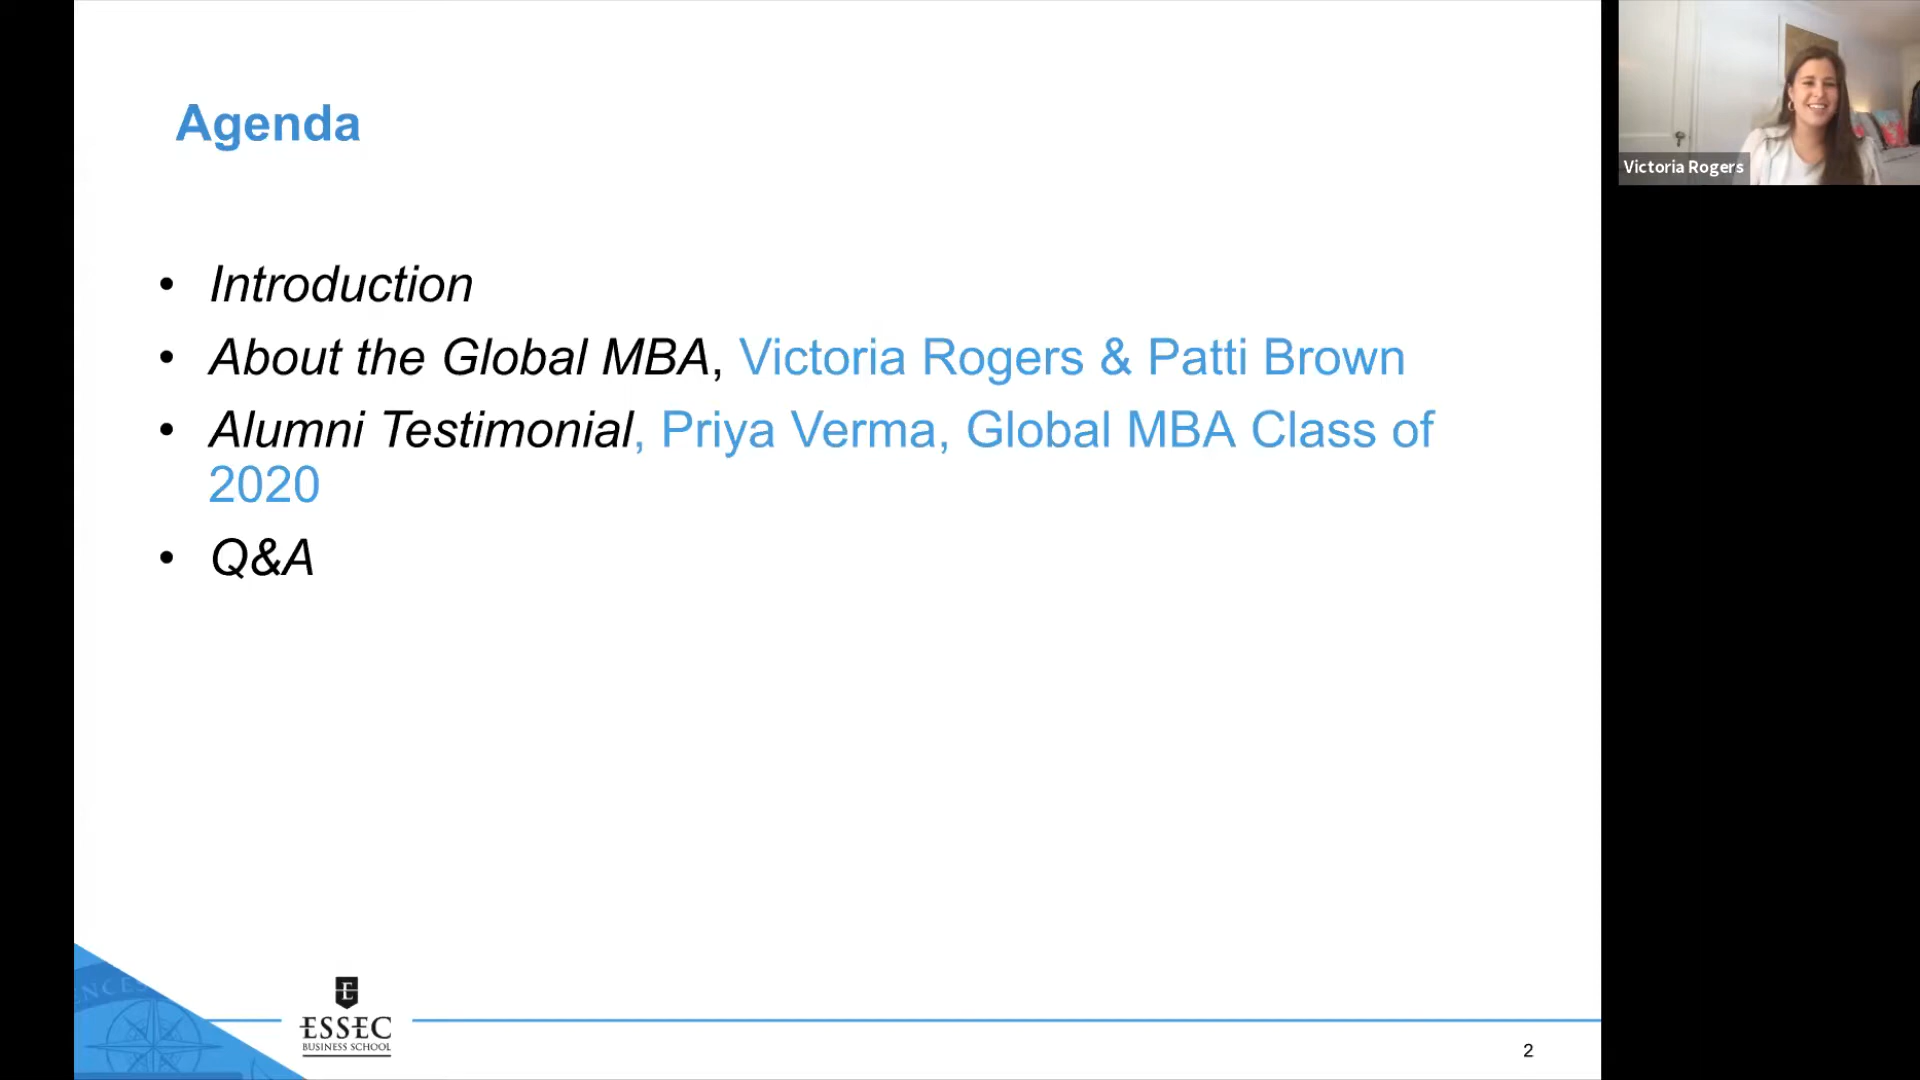 Agenda
• Introduction
• About the Global MBA, Victoria Rogers & Patti Brown
• Alumni Testimonial, Priya Verma, Global MBA Class of
2020
• Q&A
Victoria Rogers
NCES
E
ESSEC
BUSINESS SCHOOL
2